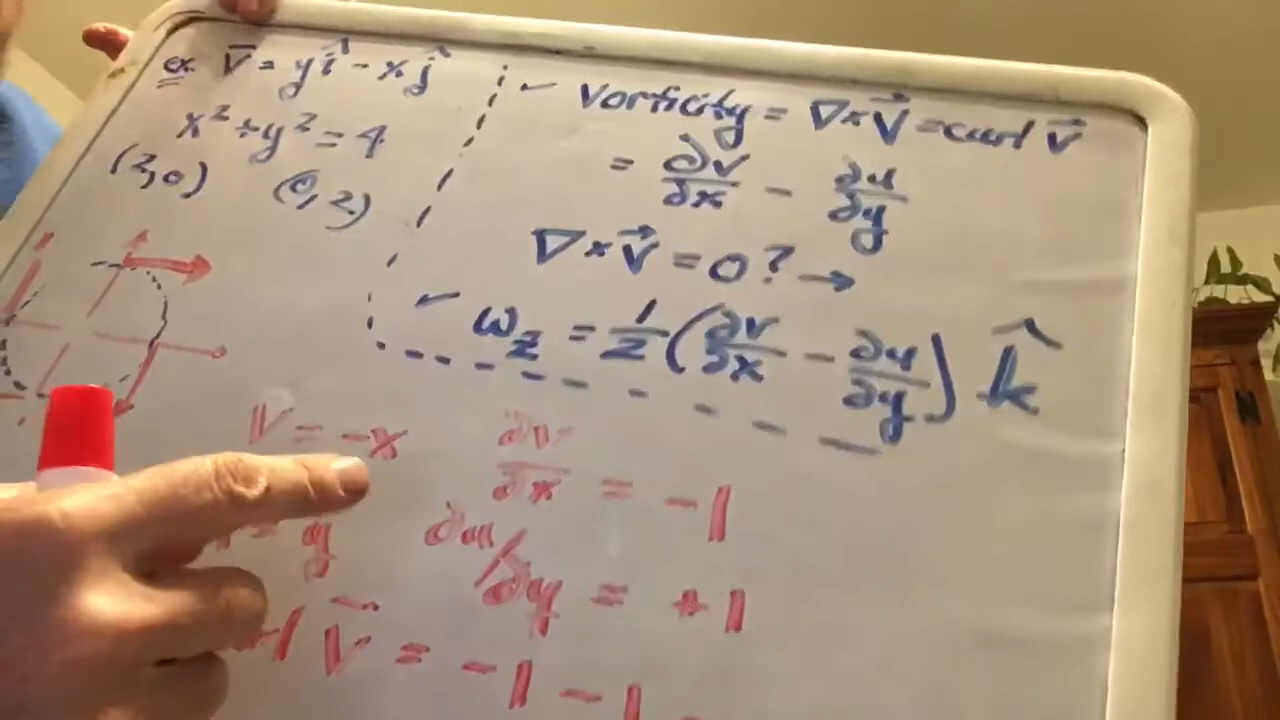 ex. V⃗ = yî - xĵ
x² + y² = 4
(2,0) (0,2)
Vorticity = ∇×V⃗ = curl V⃗
= ∂v/∂x - ∂u/∂y
∇×V⃗ = 0? →
ω_z = 1/2 (∂v/∂x - ∂u/∂y) k̂
V = -x ∂v/∂x = -1
= y ∂u/∂y = +1
V⃗ = -1 - 1